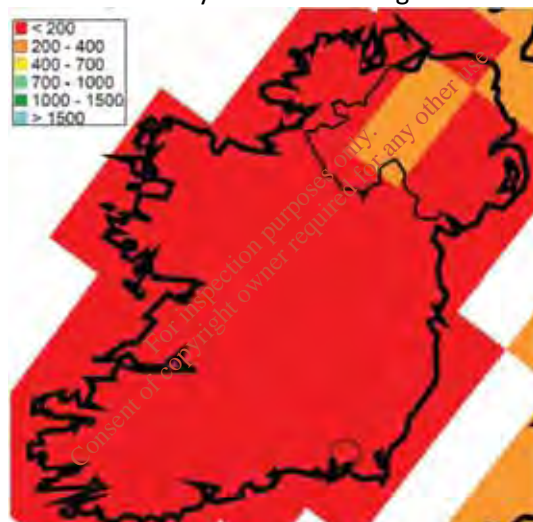 < 200
200 - 400
400 - 700
700 - 1000
1000 - 1500
> 1500
For inspection purposes only.
Consent of copyright owner required for any other use